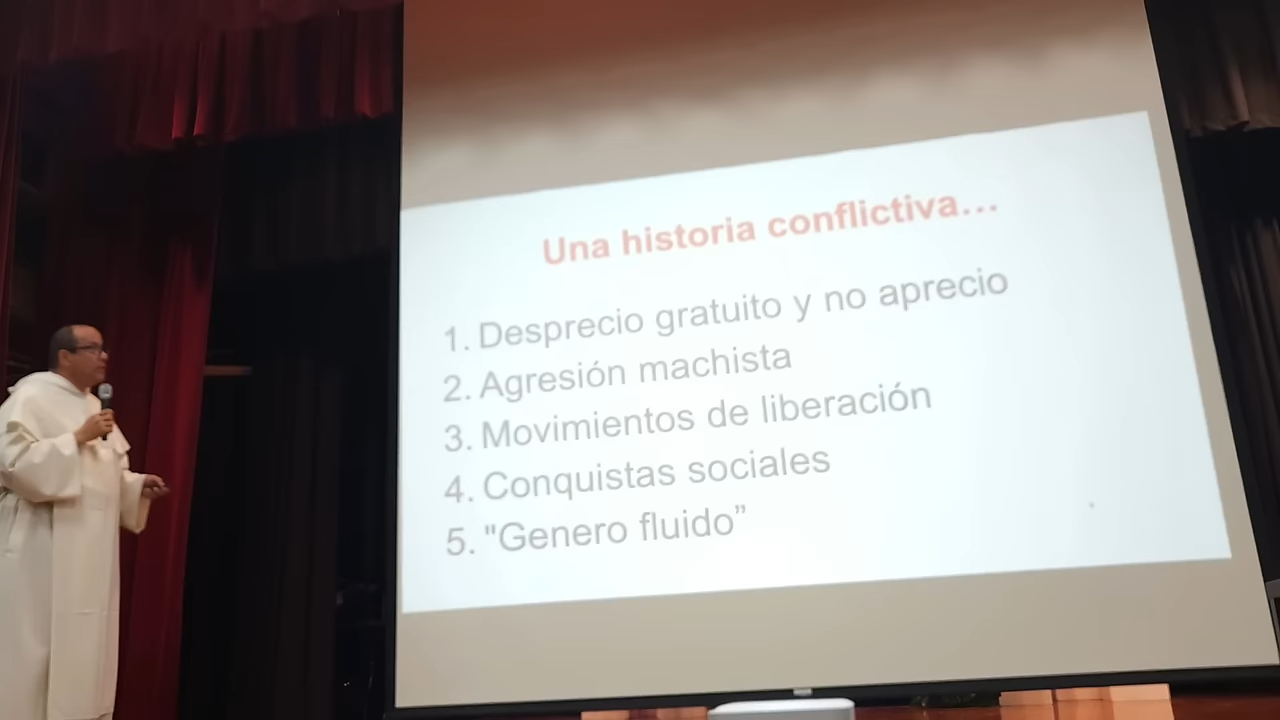 Una historia conflictiva...
1. Desprecio gratuito y no aprecio
2. Agresión machista
3. Movimientos de liberación
4. Conquistas sociales
5. "Genero fluido”